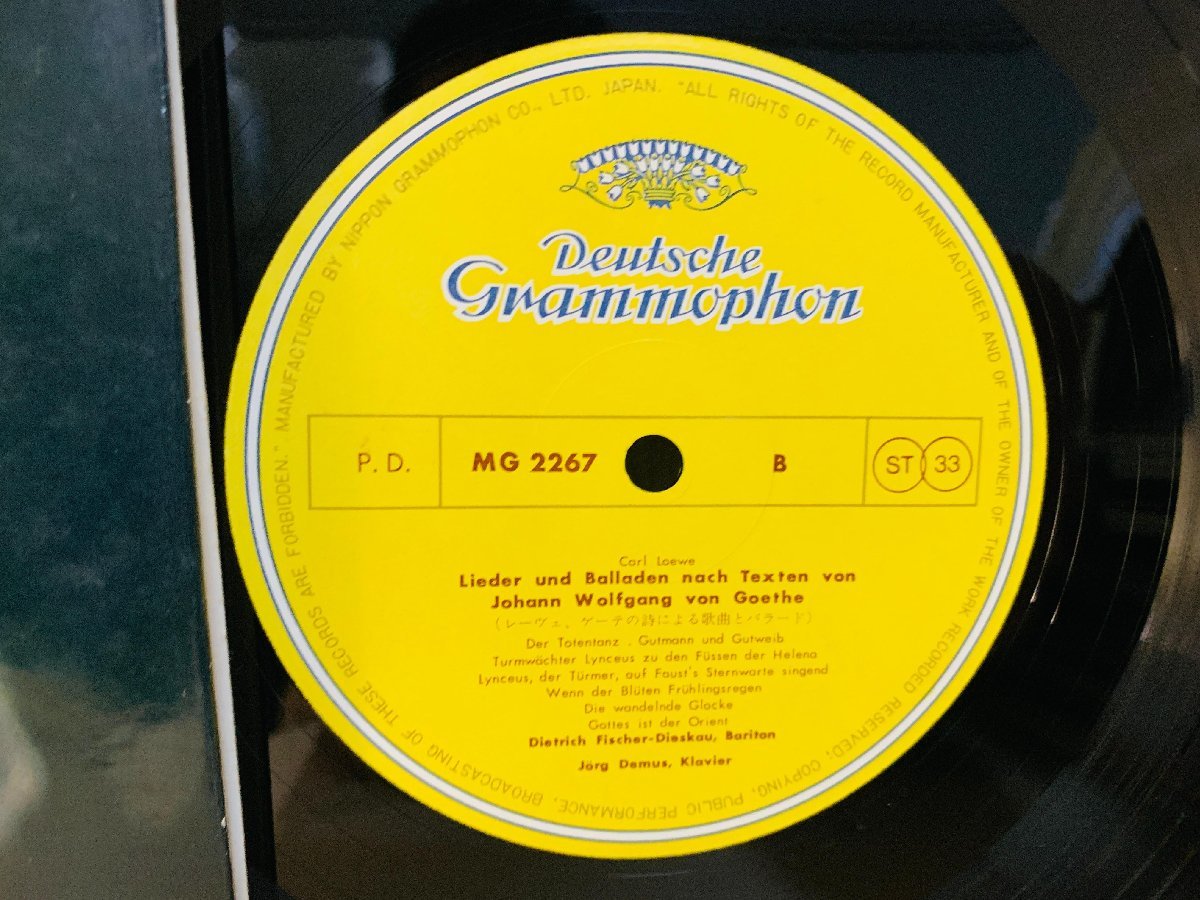 MANUFACTURED BY NIPPON GRAMMOPHON CO., LTD. JAPAN. "ALL RIGHTS OF THE RECORD MANUFACTURER AND OF THE OWNER OF THE WORK RECORDED RESERVED; COPYING, PUBLIC PERFORMANCE, BROADCASTING OF THESE RECORDS ARE FORBIDDEN."
Deutsche
Grammophon
P. D. MG 2267 B ST 33
Carl Loewe
Lieder und Balladen nach Texten von
Johann Wolfgang von Goethe
(レーヴェ、ゲーテの詩による歌曲とバラード)
Der Totentanz . Gutmann und Gutweib
Turmwächter Lynceus zu den Füssen der Helena
Lynceus, der Türmer, auf Faust's Sternwarte singend
Wenn der Blüten Frühlingsregen
Die wandelnde Glocke
Gottes ist der Orient
Dietrich Fischer-Dieskau, Bariton
Jörg Demus, Klavier